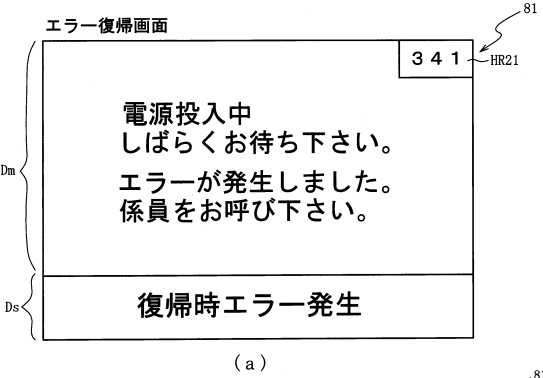 エラー復帰画面
81
341
HR21
電源投入中
しばらくお待ち下さい。
エラーが発生しました。
係員をお呼び下さい。
Dm
Ds
復帰時エラー発生
(a)